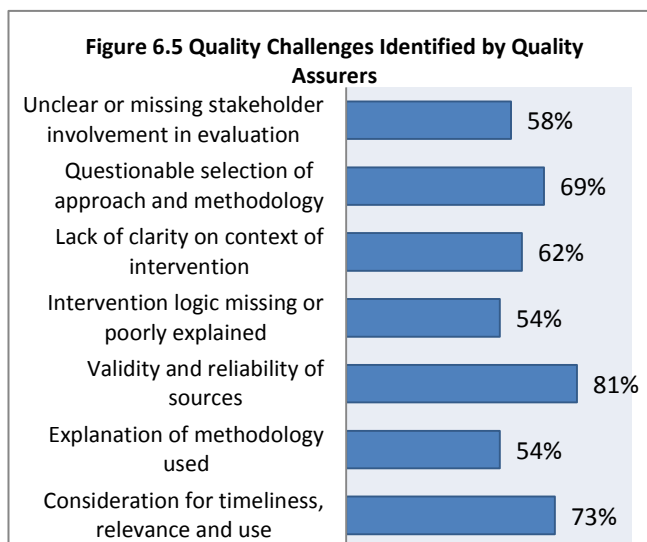 Figure 6.5 Quality Challenges Identified by Quality
Assurers
Unclear or missing stakeholder
involvement in evaluation
58%
Questionable selection of
approach and methodology
69%
Lack of clarity on context of
intervention
62%
Intervention logic missing or
poorly explained
54%
Validity and reliability of
sources
81%
Explanation of methodology
used
54%
Consideration for timeliness,
relevance and use
73%